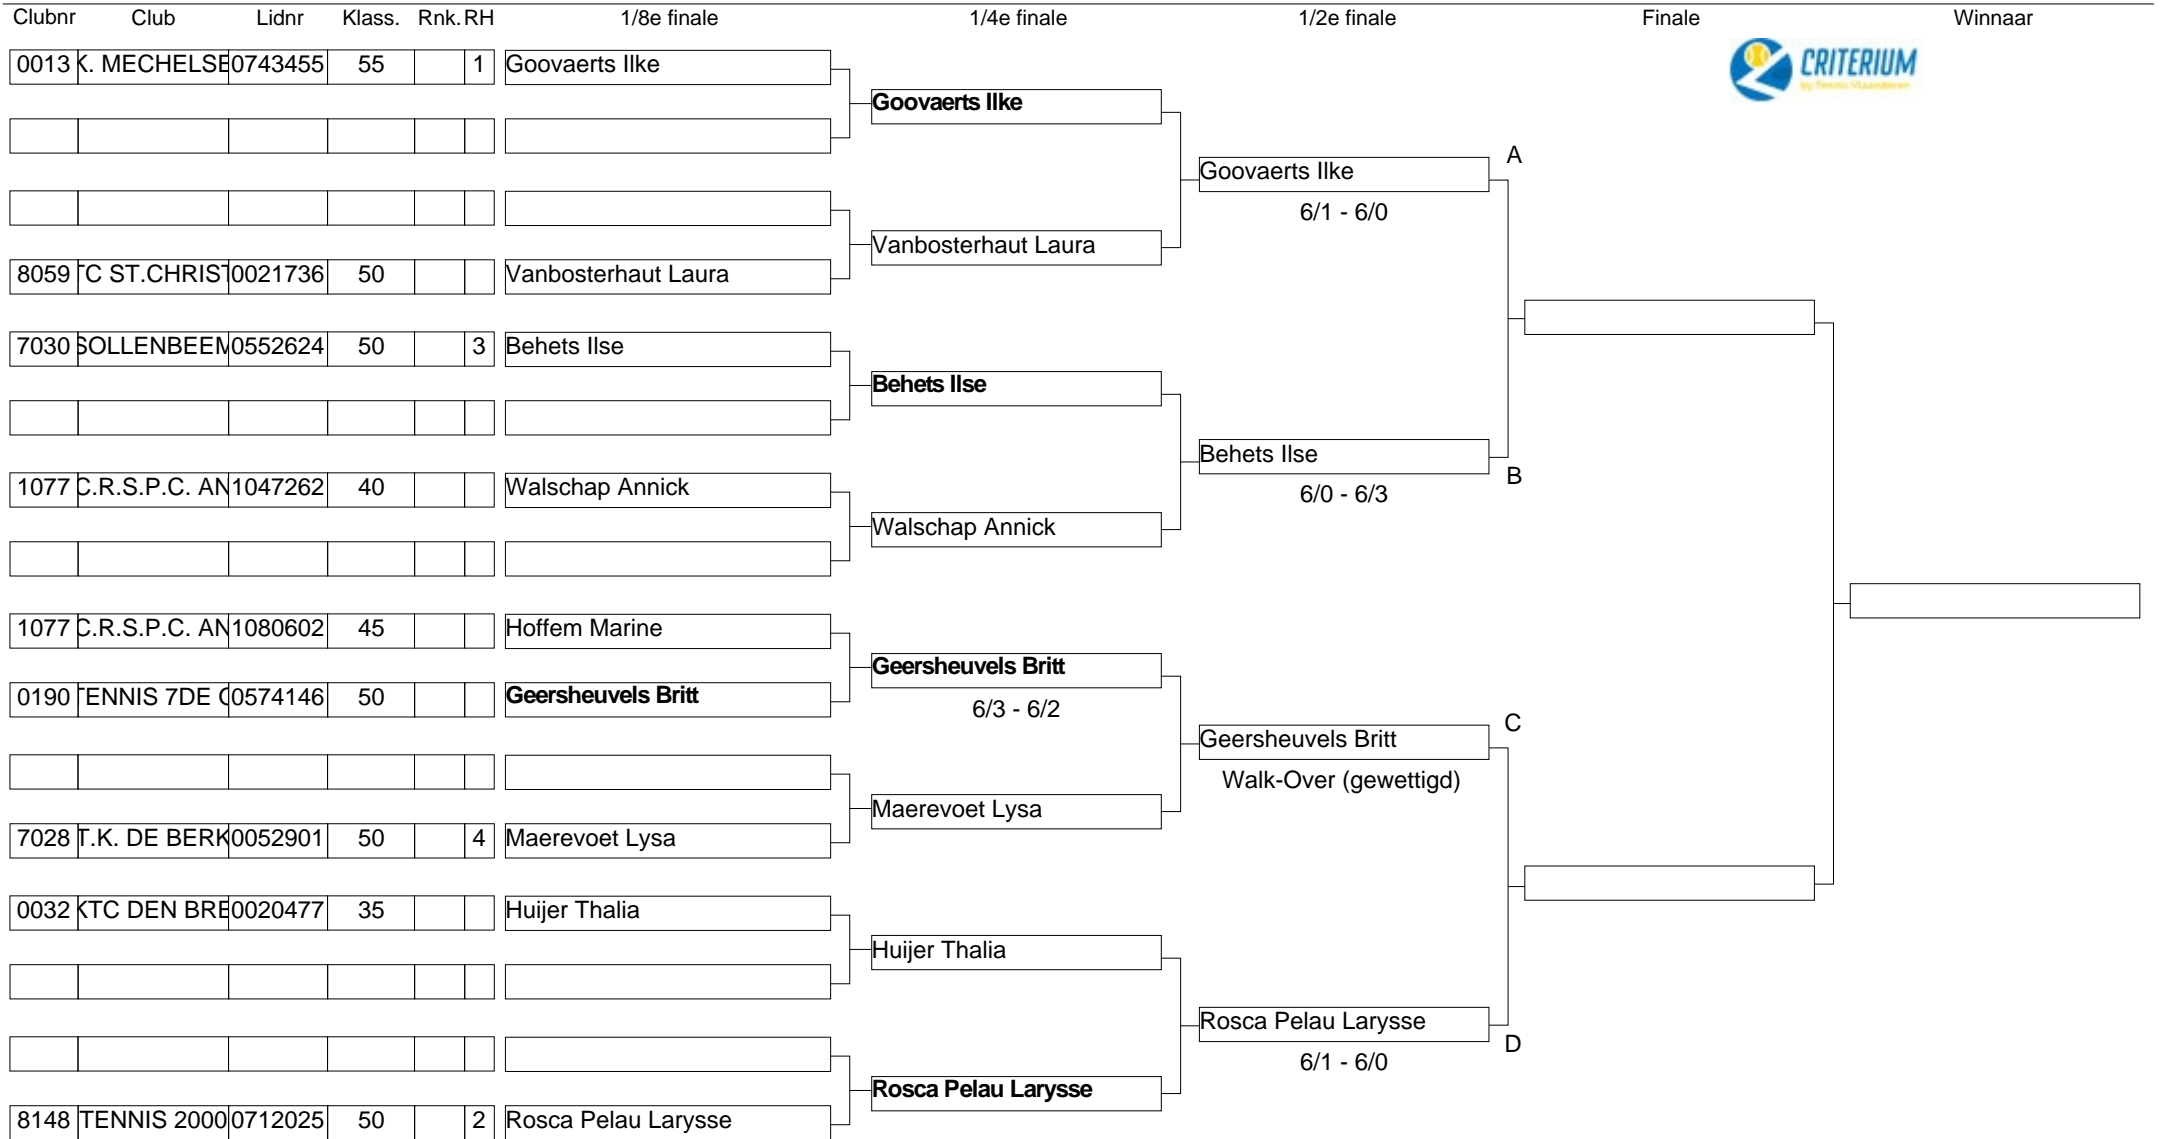 Clubnr Club Lidnr Klass. Rnk. RH 1/8e finale 1/4e finale 1/2e finale Finale Winnaar
CRITERIUM
by Tennis Vlaanderen
0013 K. MECHELSE 0743455 55 1 Goovaerts Ilke
Goovaerts Ilke
A
Goovaerts Ilke
6/1 - 6/0
Vanbosterhaut Laura
8059 TC ST.CHRIST 0021736 50 Vanbosterhaut Laura
7030 SOLLENBEEM 0552624 50 3 Behets Ilse
Behets Ilse
Behets Ilse
B
6/0 - 6/3
1077 C.R.S.P.C. AN 1047262 40 Walschap Annick
Walschap Annick
1077 C.R.S.P.C. AN 1080602 45 Hoffem Marine
Geersheuvels Britt
0190 TENNIS 7DE 0574146 50 Geersheuvels Britt
6/3 - 6/2
C
Geersheuvels Britt
Walk-Over (gewettigd)
Maerevoet Lysa
7028 T.K. DE BERK 0052901 50 4 Maerevoet Lysa
0032 KTC DEN BRE 0020477 35 Huijer Thalia
Huijer Thalia
Rosca Pelau Larysse
D
6/1 - 6/0
Rosca Pelau Larysse
8148 TENNIS 2000 0712025 50 2 Rosca Pelau Larysse